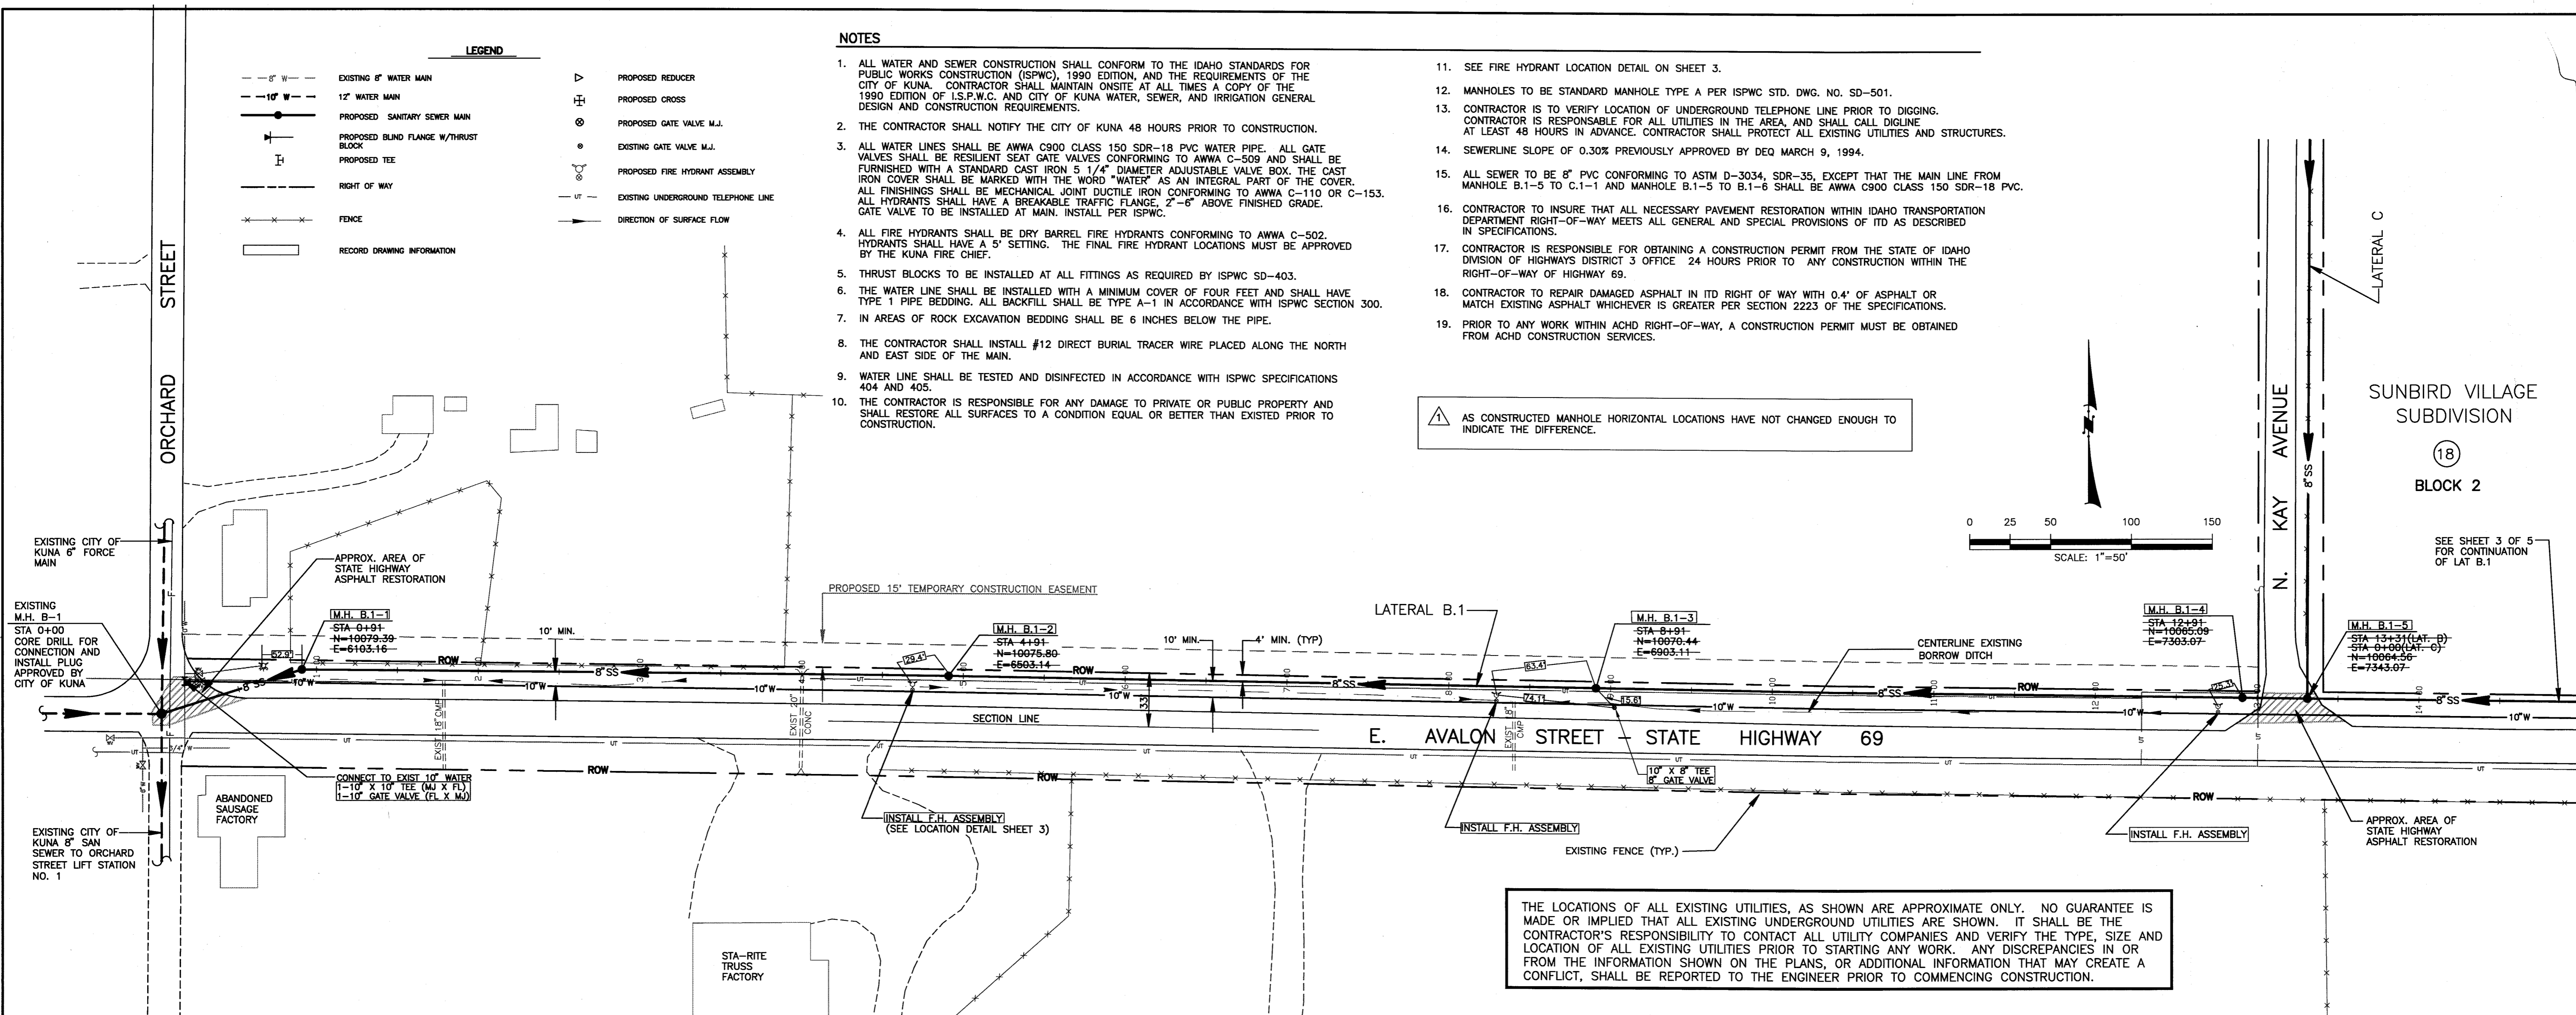 LEGEND
8" W
EXISTING 8" WATER MAIN
10" W
12" WATER MAIN
PROPOSED SANITARY SEWER MAIN
PROPOSED BLIND FLANGE W/THRUST
BLOCK
PROPOSED TEE
RIGHT OF WAY
FENCE
RECORD DRAWING INFORMATION
PROPOSED REDUCER
PROPOSED CROSS
PROPOSED GATE VALVE M.J.
EXISTING GATE VALVE M.J.
PROPOSED FIRE HYDRANT ASSEMBLY
UT
EXISTING UNDERGROUND TELEPHONE LINE
DIRECTION OF SURFACE FLOW
NOTES
1. ALL WATER AND SEWER CONSTRUCTION SHALL CONFORM TO THE IDAHO STANDARDS FOR
PUBLIC WORKS CONSTRUCTION (ISPWC), 1990 EDITION, AND THE REQUIREMENTS OF THE
CITY OF KUNA. CONTRACTOR SHALL MAINTAIN ONSITE AT ALL TIMES A COPY OF THE
1990 EDITION OF I.S.P.W.C. AND CITY OF KUNA WATER, SEWER, AND IRRIGATION GENERAL
DESIGN AND CONSTRUCTION REQUIREMENTS.
2. THE CONTRACTOR SHALL NOTIFY THE CITY OF KUNA 48 HOURS PRIOR TO CONSTRUCTION.
3. ALL WATER LINES SHALL BE AWWA C900 CLASS 150 SDR-18 PVC WATER PIPE. ALL GATE
VALVES SHALL BE RESILIENT SEAT GATE VALVES CONFORMING TO AWWA C-509 AND SHALL BE
FURNISHED WITH A STANDARD CAST IRON 5 1/4" DIAMETER ADJUSTABLE VALVE BOX. THE CAST
IRON COVER SHALL BE MARKED WITH THE WORD "WATER" AS AN INTEGRAL PART OF THE COVER.
ALL FINISHINGS SHALL BE MECHANICAL JOINT DUCTILE IRON CONFORMING TO AWWA C-110 OR C-153.
ALL HYDRANTS SHALL HAVE A BREAKABLE TRAFFIC FLANGE, 2"-6" ABOVE FINISHED GRADE.
GATE VALVE TO BE INSTALLED AT MAIN. INSTALL PER ISPWC.
4. ALL FIRE HYDRANTS SHALL BE DRY BARREL FIRE HYDRANTS CONFORMING TO AWWA C-502.
HYDRANTS SHALL HAVE A 5' SETTING. THE FINAL FIRE HYDRANT LOCATIONS MUST BE APPROVED
BY THE KUNA FIRE CHIEF.
5. THRUST BLOCKS TO BE INSTALLED AT ALL FITTINGS AS REQUIRED BY ISPWC SD-403.
6. THE WATER LINE SHALL BE INSTALLED WITH A MINIMUM COVER OF FOUR FEET AND SHALL HAVE
TYPE 1 PIPE BEDDING. ALL BACKFILL SHALL BE TYPE A-1 IN ACCORDANCE WITH ISPWC SECTION 300.
7. IN AREAS OF ROCK EXCAVATION BEDDING SHALL BE 6 INCHES BELOW THE PIPE.
8. THE CONTRACTOR SHALL INSTALL #12 DIRECT BURIAL TRACER WIRE PLACED ALONG THE NORTH
AND EAST SIDE OF THE MAIN.
9. WATER LINE SHALL BE TESTED AND DISINFECTED IN ACCORDANCE WITH ISPWC SPECIFICATIONS
404 AND 405.
10. THE CONTRACTOR IS RESPONSIBLE FOR ANY DAMAGE TO PRIVATE OR PUBLIC PROPERTY AND
SHALL RESTORE ALL SURFACES TO A CONDITION EQUAL OR BETTER THAN EXISTED PRIOR TO
CONSTRUCTION.
11. SEE FIRE HYDRANT LOCATION DETAIL ON SHEET 3.
12. MANHOLES TO BE STANDARD MANHOLE TYPE A PER ISPWC STD. DWG. NO. SD-501.
13. CONTRACTOR IS TO VERIFY LOCATION OF UNDERGROUND TELEPHONE LINE PRIOR TO DIGGING.
CONTRACTOR IS RESPONSABLE FOR ALL UTILITIES IN THE AREA, AND SHALL CALL DIGLINE
AT LEAST 48 HOURS IN ADVANCE. CONTRACTOR SHALL PROTECT ALL EXISTING UTILITIES AND STRUCTURES.
14. SEWERLINE SLOPE OF 0.30% PREVIOUSLY APPROVED BY DEQ MARCH 9, 1994.
15. ALL SEWER TO BE 8" PVC CONFORMING TO ASTM D-3034, SDR-35, EXCEPT THAT THE MAIN LINE FROM
MANHOLE B.1-5 TO C.1-1 AND MANHOLE B.1-5 TO B.1-6 SHALL BE AWWA C900 CLASS 150 SDR-18 PVC.
16. CONTRACTOR TO INSURE THAT ALL NECESSARY PAVEMENT RESTORATION WITHIN IDAHO TRANSPORTATION
DEPARTMENT RIGHT-OF-WAY MEETS ALL GENERAL AND SPECIAL PROVISIONS OF ITD AS DESCRIBED
IN SPECIFICATIONS.
17. CONTRACTOR IS RESPONSIBLE FOR OBTAINING A CONSTRUCTION PERMIT FROM THE STATE OF IDAHO
DIVISION OF HIGHWAYS DISTRICT 3 OFFICE 24 HOURS PRIOR TO ANY CONSTRUCTION WITHIN THE
RIGHT-OF-WAY OF HIGHWAY 69.
18. CONTRACTOR TO REPAIR DAMAGED ASPHALT IN ITD RIGHT OF WAY WITH 0.4' OF ASPHALT OR
MATCH EXISTING ASPHALT WHICHEVER IS GREATER PER SECTION 2223 OF THE SPECIFICATIONS.
19. PRIOR TO ANY WORK WITHIN ACHD RIGHT-OF-WAY, A CONSTRUCTION PERMIT MUST BE OBTAINED
FROM ACHD CONSTRUCTION SERVICES.
1 AS CONSTRUCTED MANHOLE HORIZONTAL LOCATIONS HAVE NOT CHANGED ENOUGH TO
INDICATE THE DIFFERENCE.
N
0 25 50 100 150
SCALE: 1"=50'
ORCHARD STREET
N. KAY AVENUE
8" SS
LATERAL C
SUNBIRD VILLAGE
SUBDIVISION
18
BLOCK 2
SEE SHEET 3 OF 5
FOR CONTINUATION
OF LAT B.1
EXISTING CITY OF
KUNA 6" FORCE
MAIN
APPROX. AREA OF
STATE HIGHWAY
ASPHALT RESTORATION
EXISTING
M.H. B-1
STA 0+00
CORE DRILL FOR
CONNECTION AND
INSTALL PLUG
APPROVED BY
CITY OF KUNA
M.H. B.1-1
STA 0+91
N=10079.39
E=6103.16
52.9'
PROPOSED 15' TEMPORARY CONSTRUCTION EASEMENT
10' MIN.
M.H. B.1-2
STA 4+91
N=10075.80
E=6503.14
29.4'
10' MIN.
4' MIN. (TYP)
LATERAL B.1
M.H. B.1-3
STA 8+91
N=10070.44
E=6903.11
63.4'
74.1'
15.6'
CENTERLINE EXISTING
BORROW DITCH
M.H. B.1-4
STA 12+91
N=10065.09
E=7303.07
25.3'
M.H. B.1-5
STA 13+31(LAT. B)
STA 0+00(LAT. C)
N=10064.56
E=7343.07
ROW
8" SS
10"W
33'
SECTION LINE
EXIST 18"CMP
EXIST 20"
CONC
EXIST 18"
CMP
E. AVALON STREET - STATE HIGHWAY 69
3/4" W
UT
CONNECT TO EXIST 10" WATER
1-10" X 10" TEE (MJ X FL)
1-10" GATE VALVE (FL X MJ)
ABANDONED
SAUSAGE
FACTORY
EXISTING CITY OF
KUNA 8" SAN
SEWER TO ORCHARD
STREET LIFT STATION
NO. 1
INSTALL F.H. ASSEMBLY
(SEE LOCATION DETAIL SHEET 3)
STA-RITE
TRUSS
FACTORY
10" X 8" TEE
8" GATE VALVE
INSTALL F.H. ASSEMBLY
EXISTING FENCE (TYP.)
INSTALL F.H. ASSEMBLY
APPROX. AREA OF
STATE HIGHWAY
ASPHALT RESTORATION
THE LOCATIONS OF ALL EXISTING UTILITIES, AS SHOWN ARE APPROXIMATE ONLY. NO GUARANTEE IS
MADE OR IMPLIED THAT ALL EXISTING UNDERGROUND UTILITIES ARE SHOWN. IT SHALL BE THE
CONTRACTOR'S RESPONSIBILITY TO CONTACT ALL UTILITY COMPANIES AND VERIFY THE TYPE, SIZE AND
LOCATION OF ALL EXISTING UTILITIES PRIOR TO STARTING ANY WORK. ANY DISCREPANCIES IN OR
FROM THE INFORMATION SHOWN ON THE PLANS, OR ADDITIONAL INFORMATION THAT MAY CREATE A
CONFLICT, SHALL BE REPORTED TO THE ENGINEER PRIOR TO COMMENCING CONSTRUCTION.